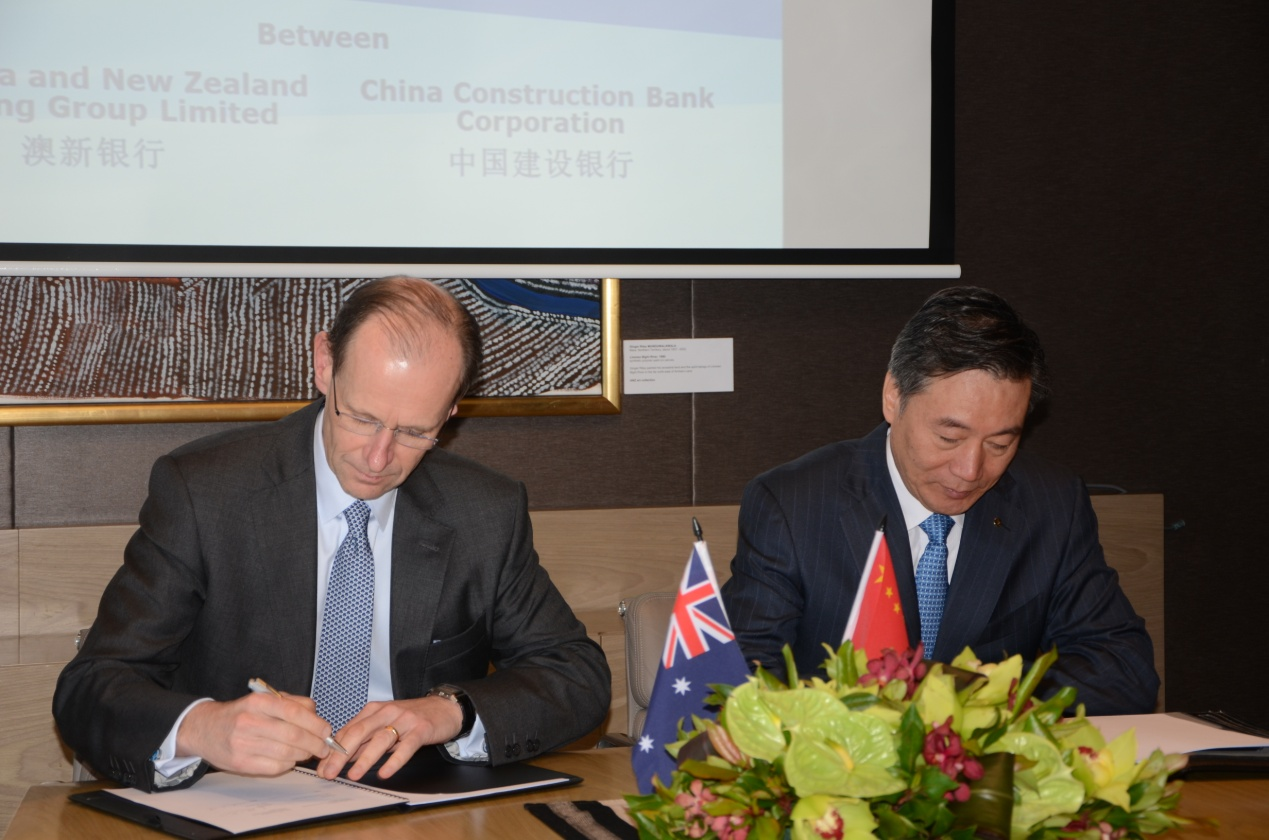 Between
a and New Zealand
ng Group Limited
澳新银行
China Construction Bank
Corporation
中国建设银行